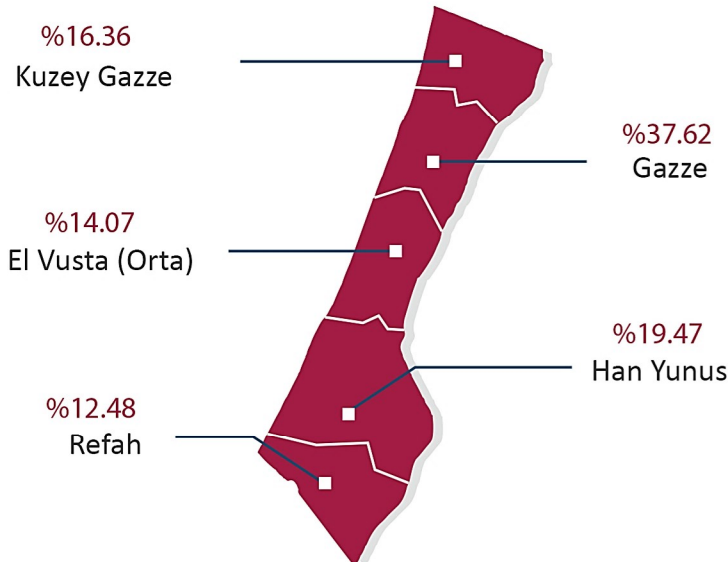 %16.36
Kuzey Gazze
%37.62
Gazze
%14.07
El Vusta (Orta)
%19.47
Han Yunus
%12.48
Refah